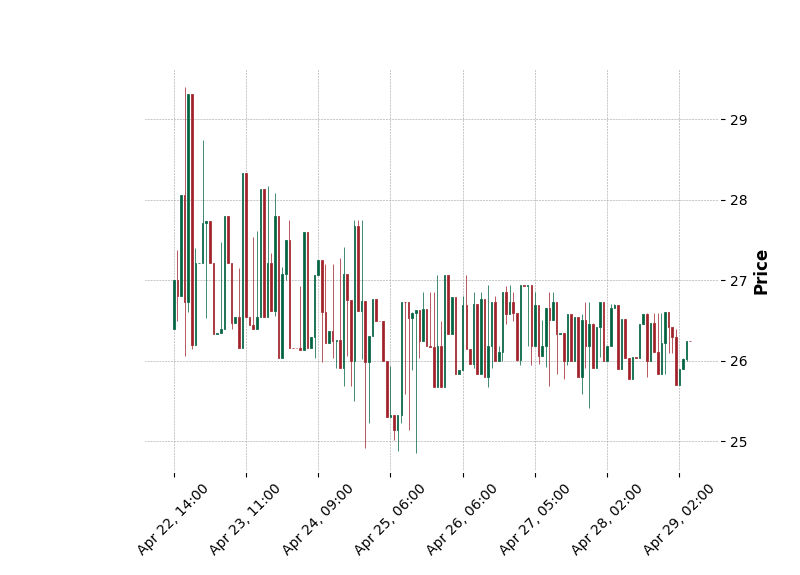 29
28
27
26
25
Price
Apr 22, 14:00
Apr 23, 11:00
Apr 24, 09:00
Apr 25, 06:00
Apr 26, 06:00
Apr 27, 05:00
Apr 28, 02:00
Apr 29, 02:00